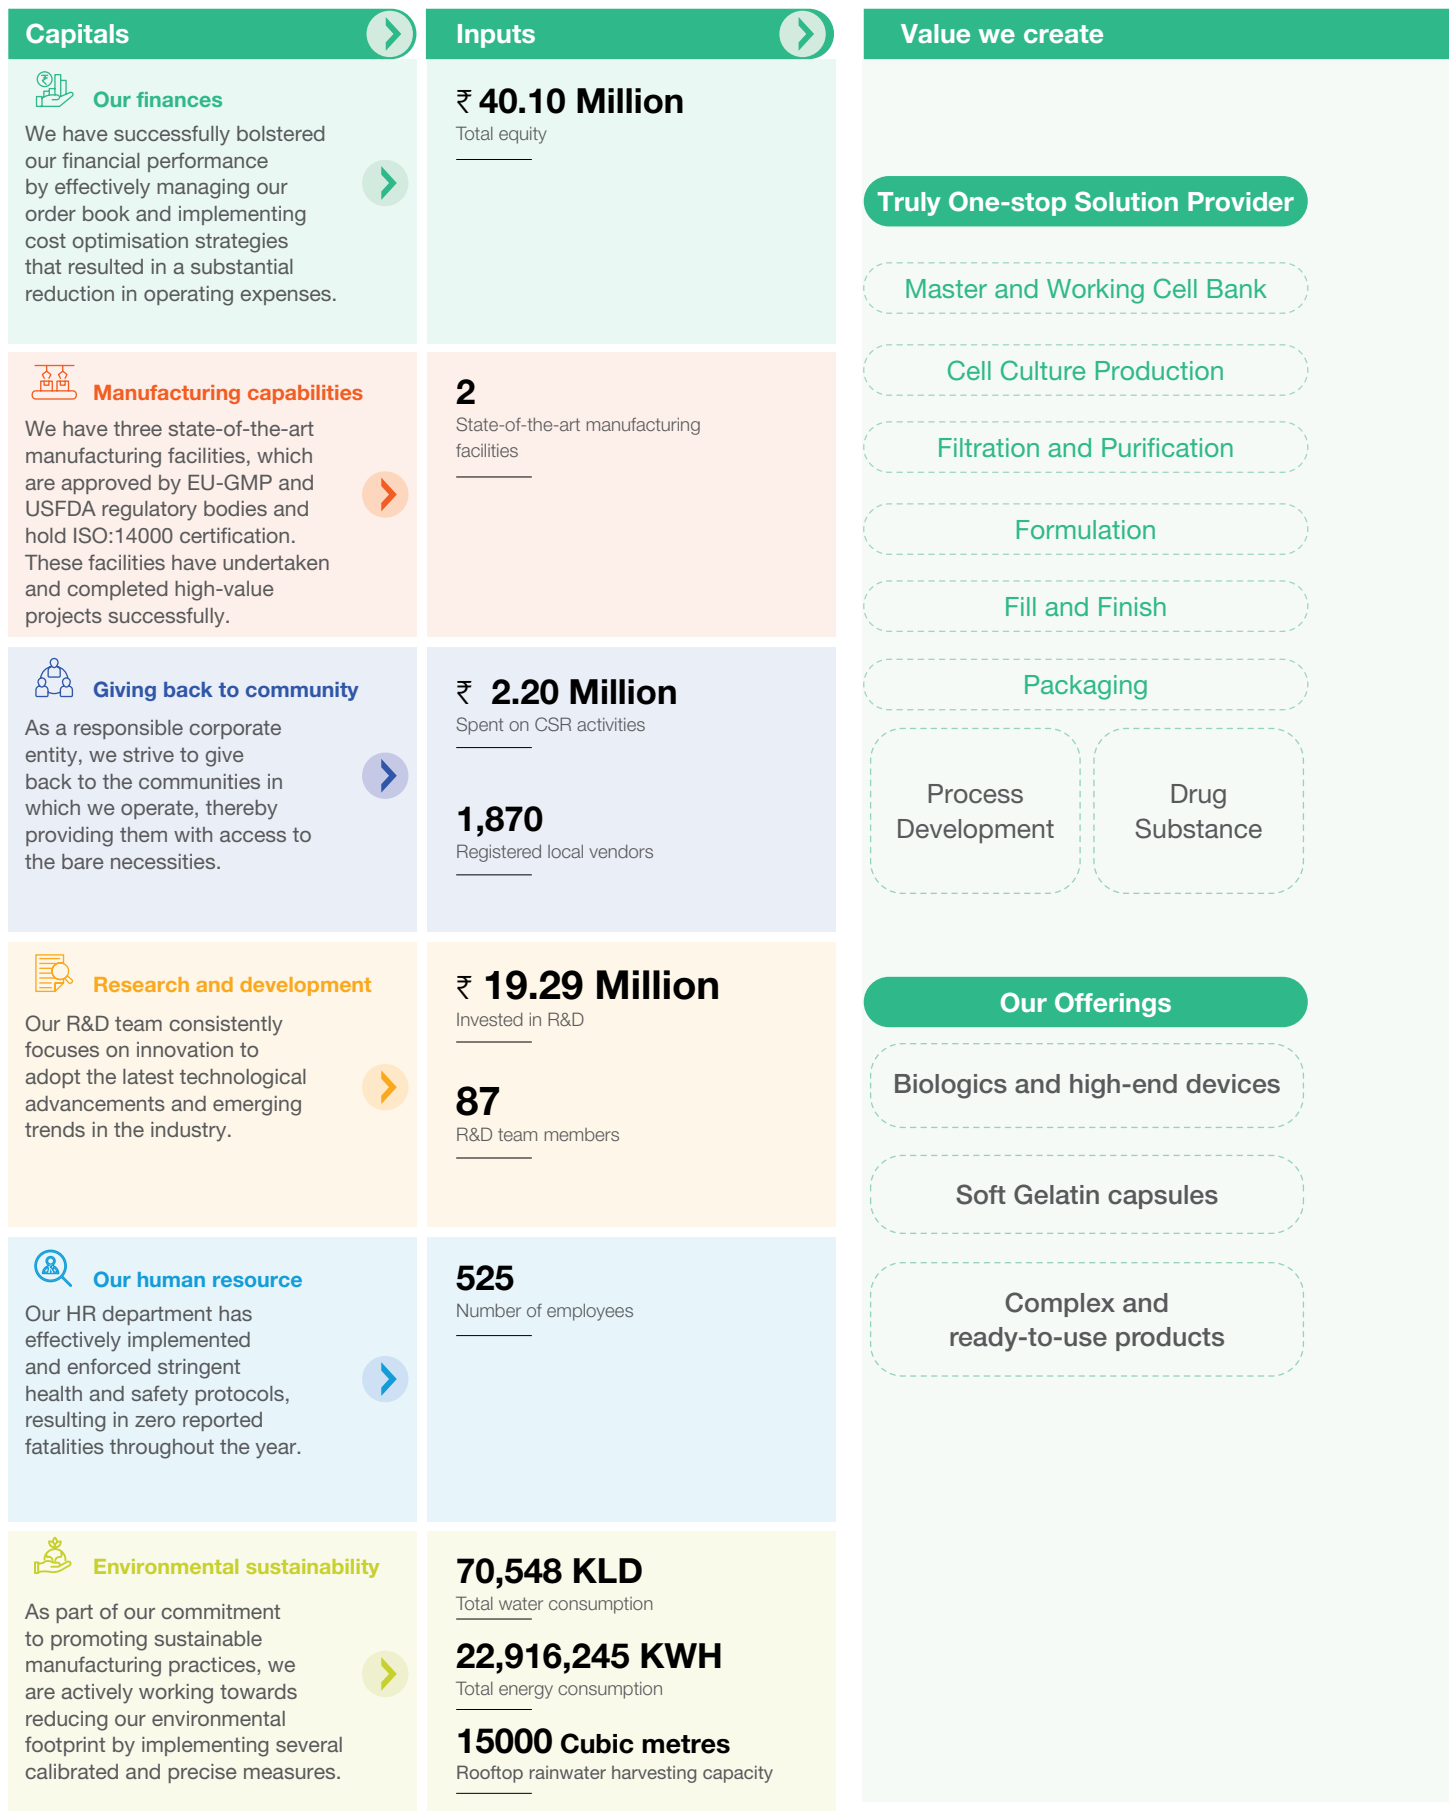 Capitals
Inputs
Value we create
Our finances
We have successfully bolstered
our financial performance
by effectively managing our
order book and implementing
cost optimisation strategies
that resulted in a substantial
reduction in operating expenses.
₹ 40.10 Million
Total equity
Manufacturing capabilities
We have three state-of-the-art
manufacturing facilities, which
are approved by EU-GMP and
USFDA regulatory bodies and
hold ISO:14000 certification.
These facilities have undertaken
and completed high-value
projects successfully.
2
State-of-the-art manufacturing
facilities
Giving back to community
As a responsible corporate
entity, we strive to give
back to the communities in
which we operate, thereby
providing them with access to
the bare necessities.
₹ 2.20 Million
Spent on CSR activities
1,870
Registered local vendors
Research and development
Our R&D team consistently
focuses on innovation to
adopt the latest technological
advancements and emerging
trends in the industry.
₹ 19.29 Million
Invested in R&D
87
R&D team members
Our human resource
Our HR department has
effectively implemented
and enforced stringent
health and safety protocols,
resulting in zero reported
fatalities throughout the year.
525
Number of employees
Environmental sustainability
As part of our commitment
to promoting sustainable
manufacturing practices, we
are actively working towards
reducing our environmental
footprint by implementing several
calibrated and precise measures.
70,548 KLD
Total water consumption
22,916,245 KWH
Total energy consumption
15000 Cubic metres
Rooftop rainwater harvesting capacity
Truly One-stop Solution Provider
Master and Working Cell Bank
Cell Culture Production
Filtration and Purification
Formulation
Fill and Finish
Packaging
Process
Development
Drug
Substance
Our Offerings
Biologics and high-end devices
Soft Gelatin capsules
Complex and
ready-to-use products